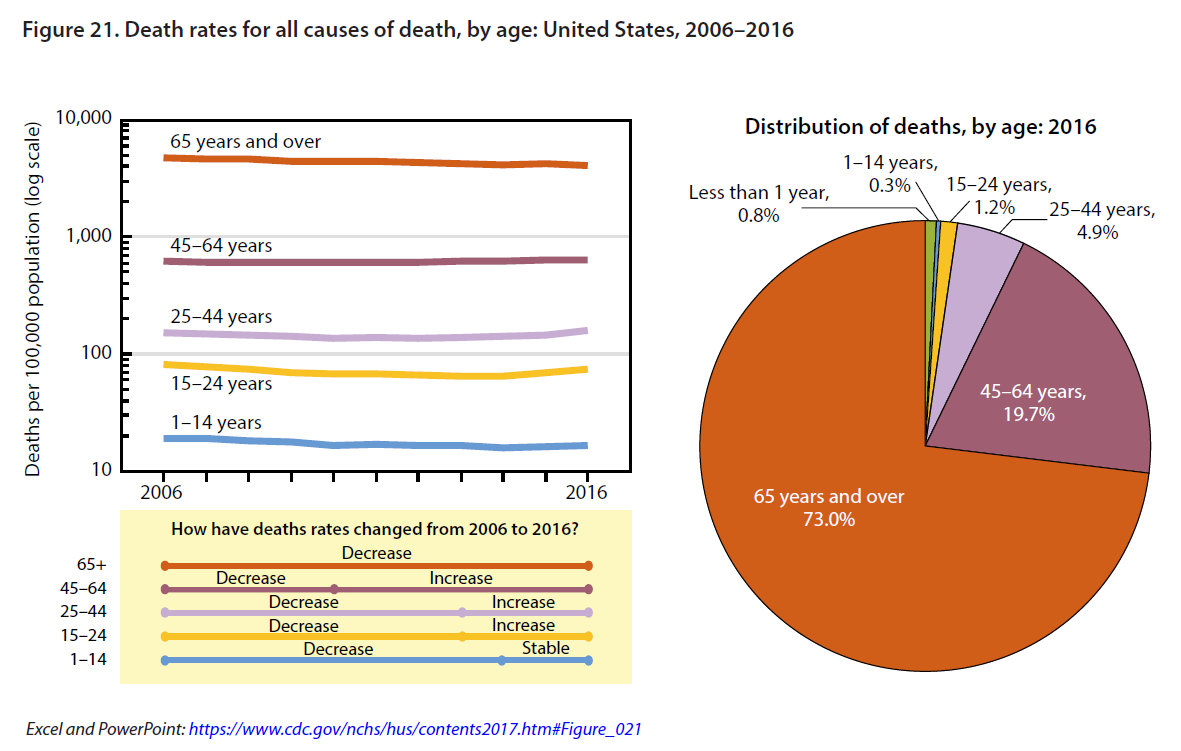 Figure 21. Death rates for all causes of death, by age: United States, 2006–2016
Deaths per 100,000 population (log scale)
10,000
1,000
100
10
65 years and over
45–64 years
25–44 years
15–24 years
1–14 years
2006
2016
How have deaths rates changed from 2006 to 2016?
65+
Decrease
45–64
Decrease
Increase
25–44
Decrease
Increase
15–24
Decrease
Increase
1–14
Decrease
Stable
Distribution of deaths, by age: 2016
Less than 1 year,
0.8%
1–14 years,
0.3%
15–24 years,
1.2%
25–44 years,
4.9%
45–64 years,
19.7%
65 years and over
73.0%
Excel and PowerPoint: https://www.cdc.gov/nchs/hus/contents2017.htm#Figure_021